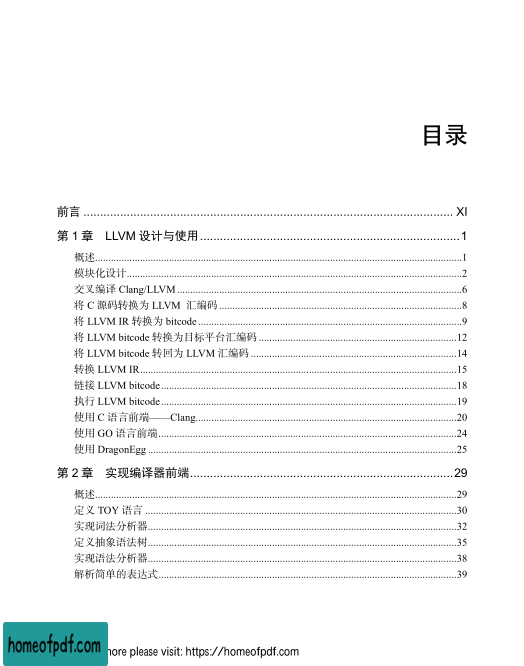 目录
前言 ........ XI
第 1 章 LLVM 设计与使用 ........ 1
概述 ........ 1
模块化设计 ........ 2
交叉编译 Clang/LLVM ........ 6
将 C 源码转换为 LLVM 汇编码 ........ 8
将 LLVM IR 转换为 bitcode ........ 9
将 LLVM bitcode 转换为目标平台汇编码 ........ 12
将 LLVM bitcode 转回为 LLVM 汇编码 ........ 14
转换 LLVM IR ........ 15
链接 LLVM bitcode ........ 18
执行 LLVM bitcode ........ 19
使用 C 语言前端——Clang ........ 20
使用 GO 语言前端 ........ 24
使用 DragonEgg ........ 25
第 2 章 实现编译器前端 ........ 29
概述 ........ 29
定义 TOY 语言 ........ 30
实现词法分析器 ........ 32
定义抽象语法树 ........ 35
实现语法分析器 ........ 38
解析简单的表达式 ........ 39
homeofpdf.com
more please visit: https://homeofpdf.com